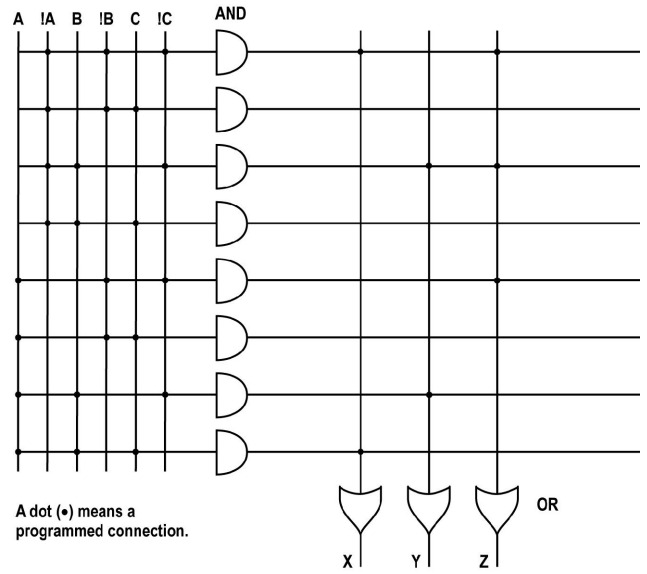 A !A B !B C !C AND
A dot (•) means a
programmed connection.
OR
X Y Z